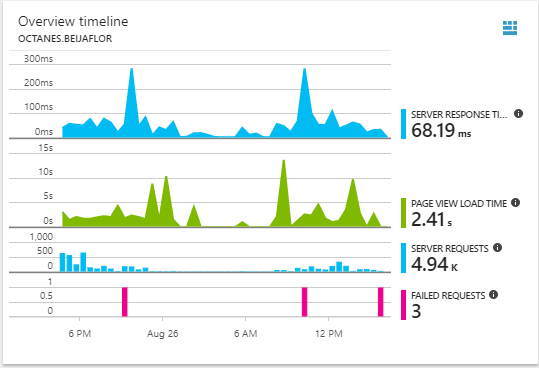 Overview timeline
OCTANES.BEIJAFLOR
300ms
200ms
100ms
0ms
SERVER RESPONSE TI...
68.19 ms
15s
10s
5s
0s
PAGE VIEW LOAD TIME
2.41 s
1,000
500
0
SERVER REQUESTS
4.94 K
1
0.5
0
FAILED REQUESTS
3
6 PM Aug 26 6 AM 12 PM